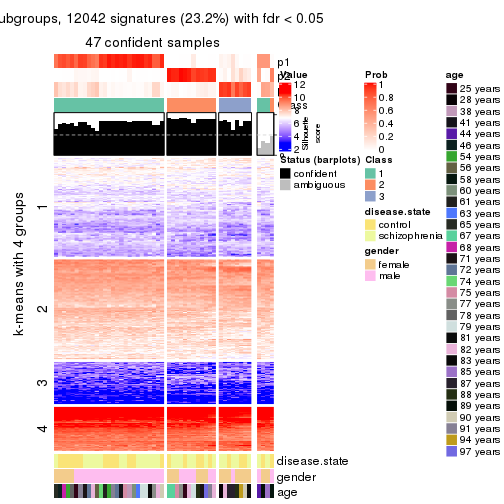 ubgroups, 12042 signatures (23.2%) with fdr < 0.05
47 confident samples
p1
p2
Class
Silhouette
score
k-means with 4 groups
1
2
3
4
disease.state
gender
age
Value
12
10
8
6
4
2
Status (barplots)
confident
ambiguous
Prob
1
0.8
0.6
0.4
0.2
0
Class
1
2
3
disease.state
control
schizophrenia
gender
female
male
age
25 years
28 years
38 years
41 years
44 years
46 years
54 years
56 years
58 years
60 years
61 years
63 years
65 years
67 years
68 years
71 years
72 years
74 years
75 years
77 years
78 years
79 years
81 years
82 years
83 years
85 years
87 years
88 years
89 years
90 years
91 years
94 years
97 years